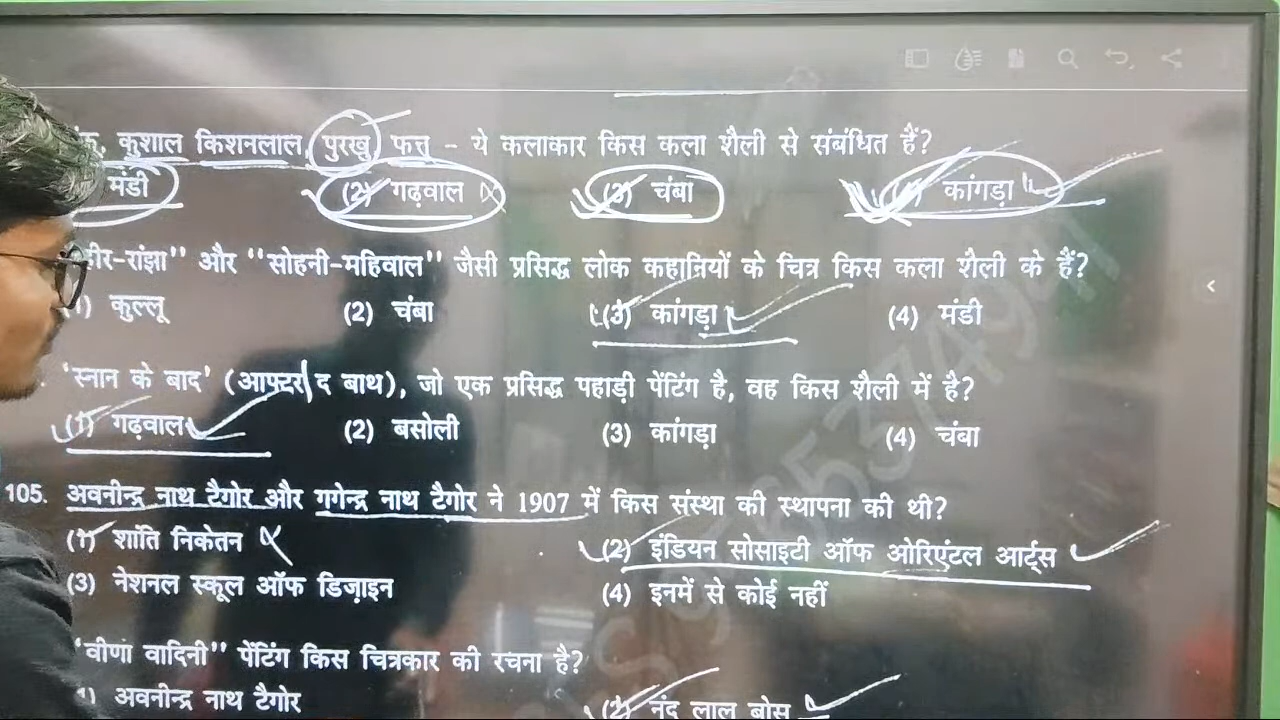 कुशाल किशनलाल, पुरखू फत्तू - ये कलाकार किस कला शैली से संबंधित हैं?
मंडी (2) गढ़वाल (3) चंबा कांगड़ा
हीर-रांझा" और "सोहनी-महिवाल" जैसी प्रसिद्ध लोक कहानियों के चित्र किस कला शैली के हैं?
(1) कुल्लू (2) चंबा (3) कांगड़ा (4) मंडी
'स्नान के बाद' (आफ्टर द बाथ), जो एक प्रसिद्ध पहाड़ी पेंटिंग है, वह किस शैली में है?
(1) गढ़वाल (2) बसोली (3) कांगड़ा (4) चंबा
105. अवनीन्द्र नाथ टैगोर और गगेन्द्र नाथ टैगोर ने 1907 में किस संस्था की स्थापना की थी?
(1) शांति निकेतन (2) इंडियन सोसाइटी ऑफ ओरिएंटल आर्ट्स
(3) नेशनल स्कूल ऑफ डिज़ाइन (4) इनमें से कोई नहीं
"वीणा वादिनी" पेंटिंग किस चित्रकार की रचना है?
(1) अवनीन्द्र नाथ टैगोर (2) नंद लाल बोस